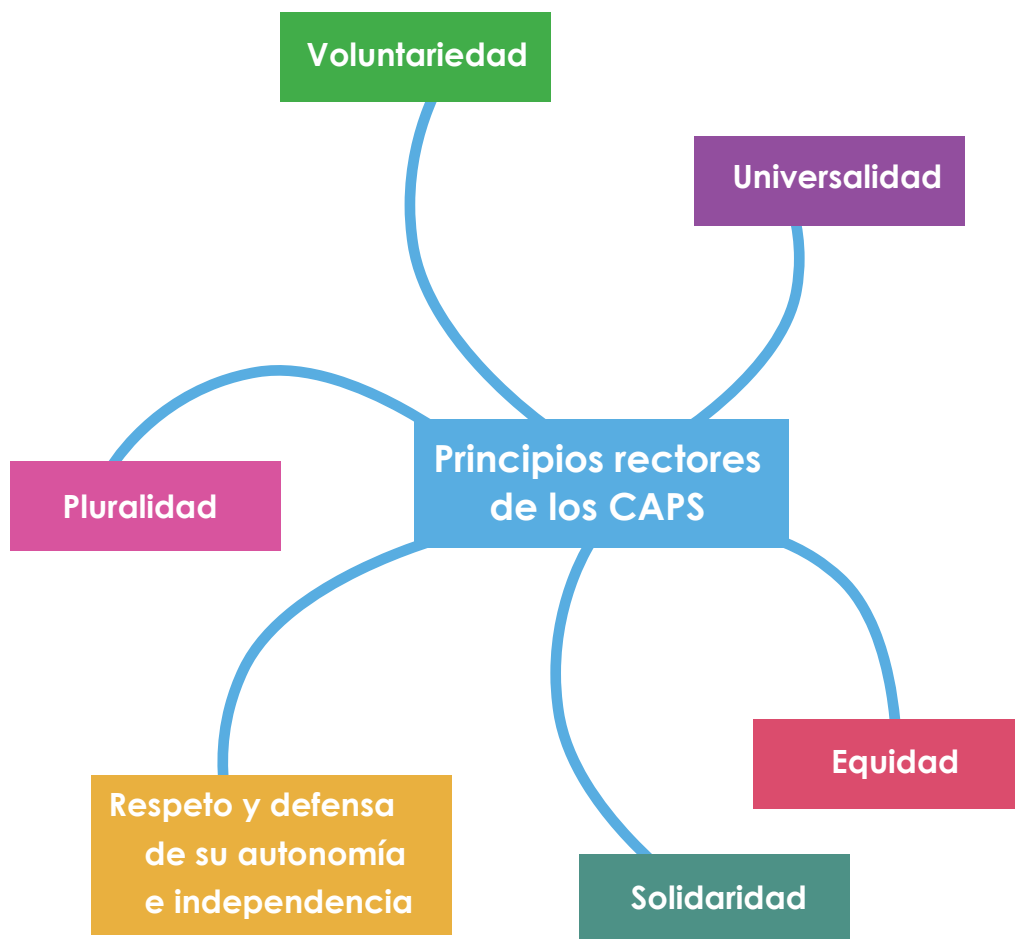 Voluntariedad
Universalidad
Principios rectores
de los CAPS
Pluralidad
Equidad
Respeto y defensa
de su autonomía
e independencia
Solidaridad